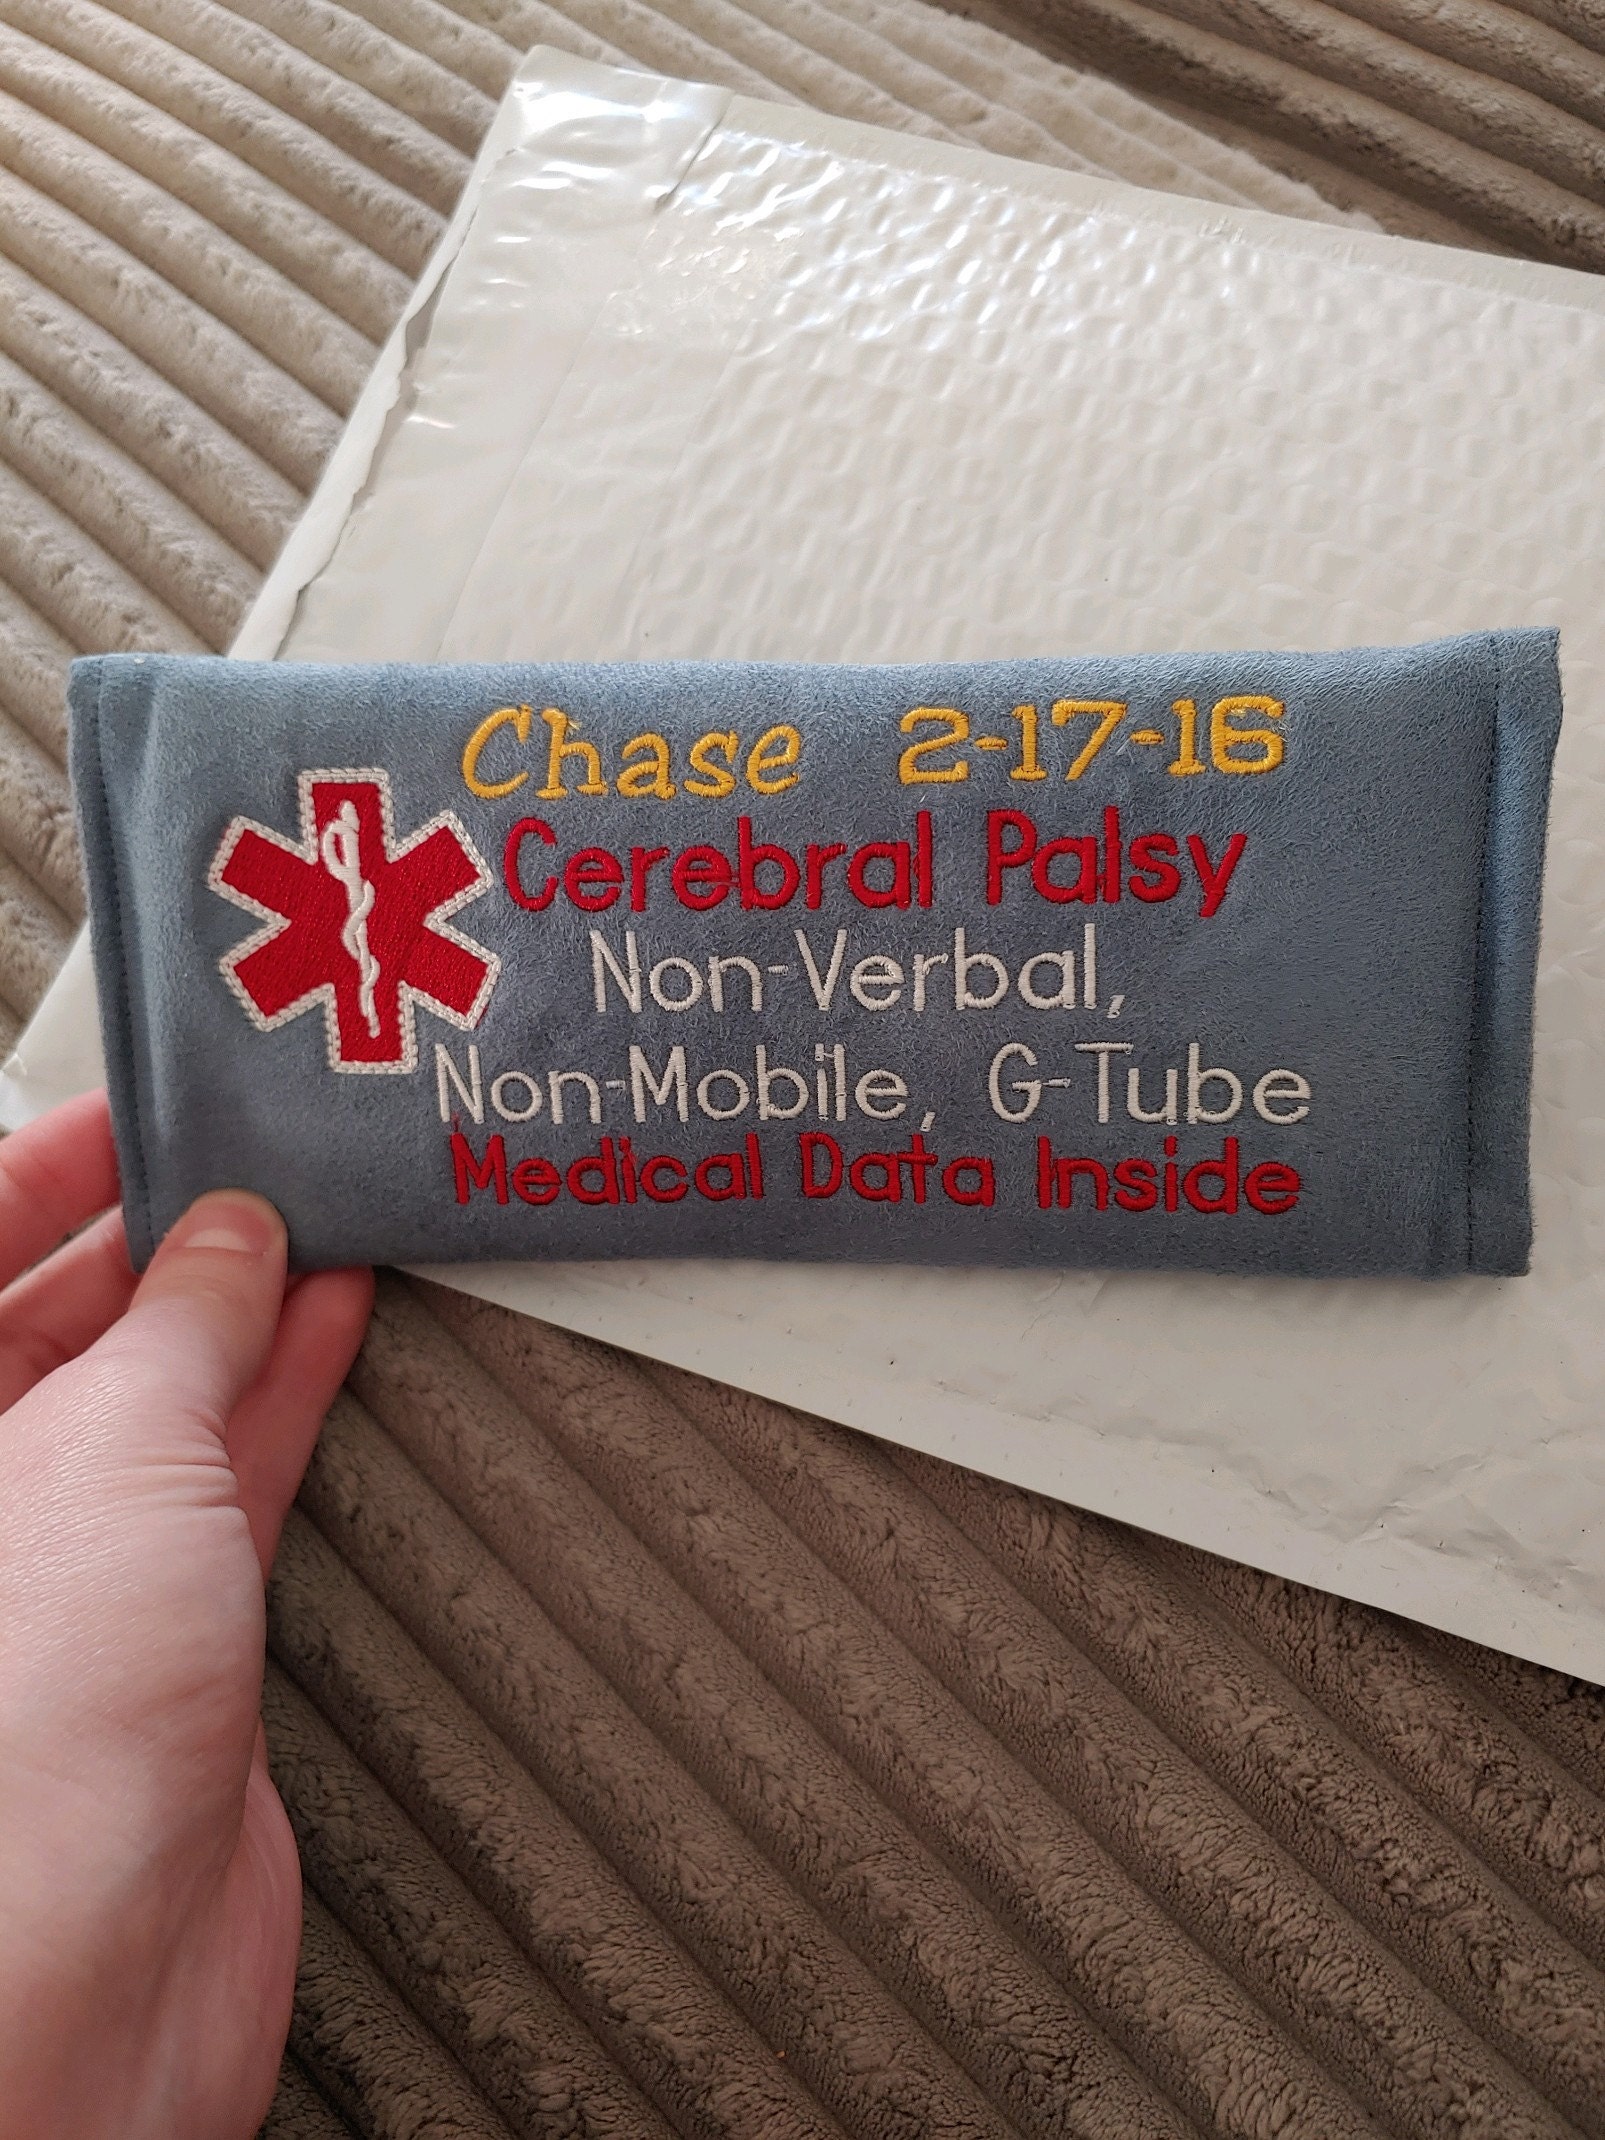 Chase 2-17-16
Cerebral Palsy
Non-Verbal,
Non-Mobile, G-Tube
Medical Data Inside